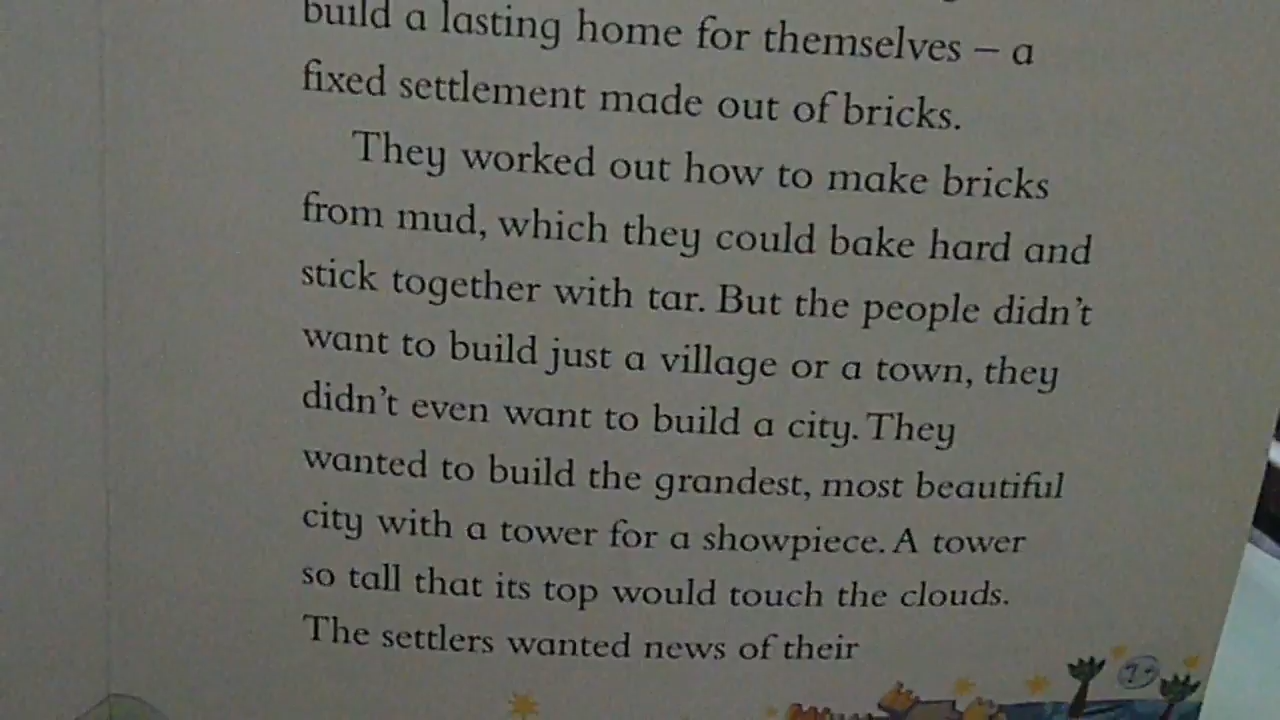 build a lasting home for themselves – a
fixed settlement made out of bricks.
They worked out how to make bricks
from mud, which they could bake hard and
stick together with tar. But the people didn't
want to build just a village or a town, they
didn't even want to build a city. They
wanted to build the grandest, most beautiful
city with a tower for a showpiece. A tower
so tall that its top would touch the clouds.
The settlers wanted news of their